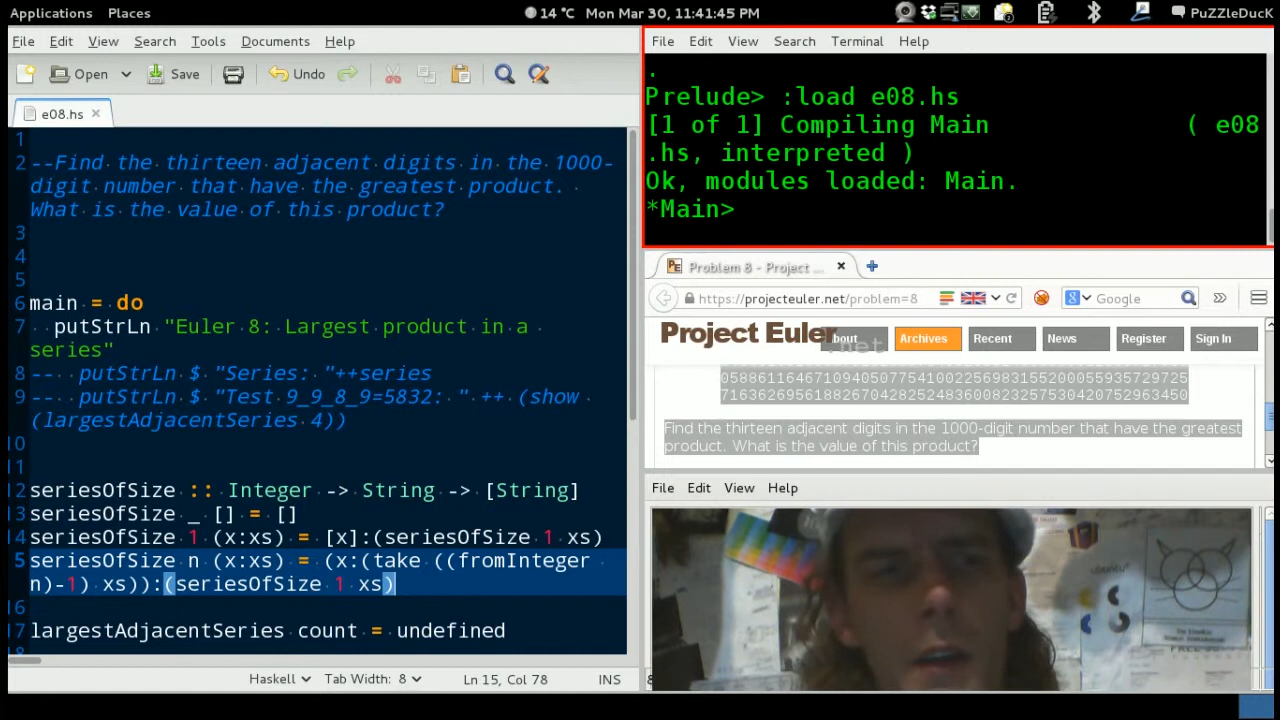 Applications Places 14 °C Mon Mar 30, 11:41:45 PM PuZZleDucK
File Edit View Search Tools Documents Help
Open Save Undo
e08.hs
1
2 --Find the thirteen adjacent digits in the 1000-
digit number that have the greatest product.
What is the value of this product?
3
4
5
6 main = do
7 putStrLn "Euler 8: Largest product in a
series"
8 -- putStrLn $ "Series: "++series
9 -- putStrLn $ "Test 9_9_8_9=5832: " ++ (show
(largestAdjacentSeries 4))
10
11
12 seriesOfSize :: Integer -> String -> [String]
13 seriesOfSize _ [] = []
14 seriesOfSize 1 (x:xs) = [x]:(seriesOfSize 1 xs)
5 seriesOfSize n (x:xs) = (x:(take ((fromInteger
n)-1) xs)):(seriesOfSize 1 xs)
16
17 largestAdjacentSeries count = undefined
Haskell Tab Width: 8 Ln 15, Col 78 INS
File Edit View Search Terminal Help
.
Prelude> :load e08.hs
[1 of 1] Compiling Main ( e08
.hs, interpreted )
Ok, modules loaded: Main.
*Main>
Problem 8 - Project ...
https://projecteuler.net/problem=8 Google
Project Euler .net About Archives Recent News Register Sign In
05886116467109405077541002256983155200055935729725
71636269561882670428252483600823257530420752963450
Find the thirteen adjacent digits in the 1000-digit number that have the greatest
product. What is the value of this product?
File Edit View Help
ubuntu